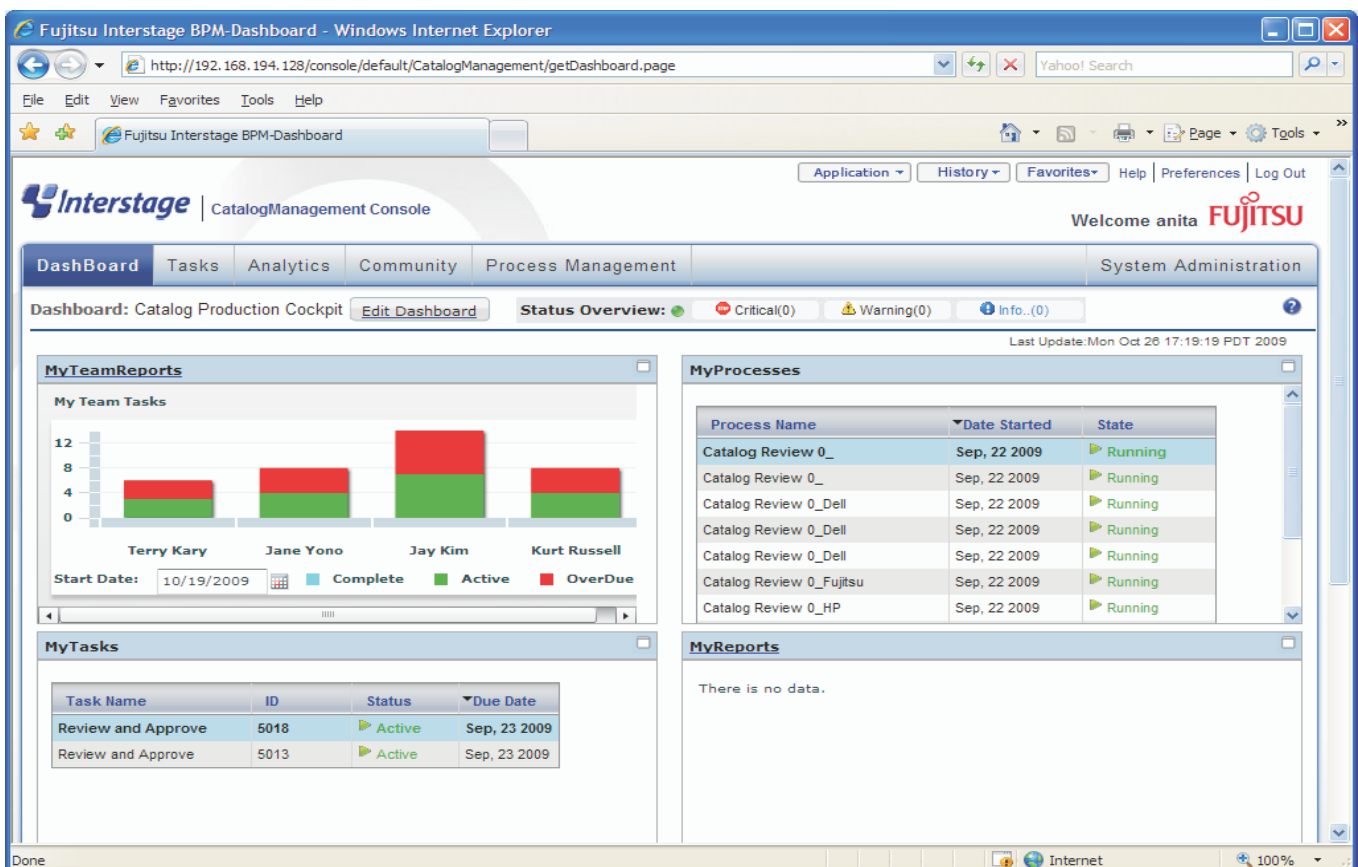 Fujitsu Interstage BPM-Dashboard - Windows Internet Explorer
http://192.168.194.128/console/default/CatalogManagement/getDashboard.page
Yahoo! Search
File Edit View Favorites Tools Help
Fujitsu Interstage BPM-Dashboard
Page Tools
Application History Favorites Help Preferences Log Out
Interstage CatalogManagement Console
Welcome anita FUJITSU
DashBoard Tasks Analytics Community Process Management System Administration
Dashboard: Catalog Production Cockpit Edit Dashboard Status Overview: Critical(0) Warning(0) Info..(0)
Last Update:Mon Oct 26 17:19:19 PDT 2009
MyTeamReports
My Team Tasks
12
8
4
0
Terry Kary Jane Yono Jay Kim Kurt Russell
Start Date: 10/19/2009 Complete Active OverDue
MyProcesses
Process Name Date Started State
Catalog Review 0_ Sep, 22 2009 Running
Catalog Review 0_ Sep, 22 2009 Running
Catalog Review 0_Dell Sep, 22 2009 Running
Catalog Review 0_Dell Sep, 22 2009 Running
Catalog Review 0_Dell Sep, 22 2009 Running
Catalog Review 0_Fujitsu Sep, 22 2009 Running
Catalog Review 0_HP Sep, 22 2009 Running
MyTasks
Task Name ID Status Due Date
Review and Approve 5018 Active Sep, 23 2009
Review and Approve 5013 Active Sep, 23 2009
MyReports
There is no data.
Done Internet 100%